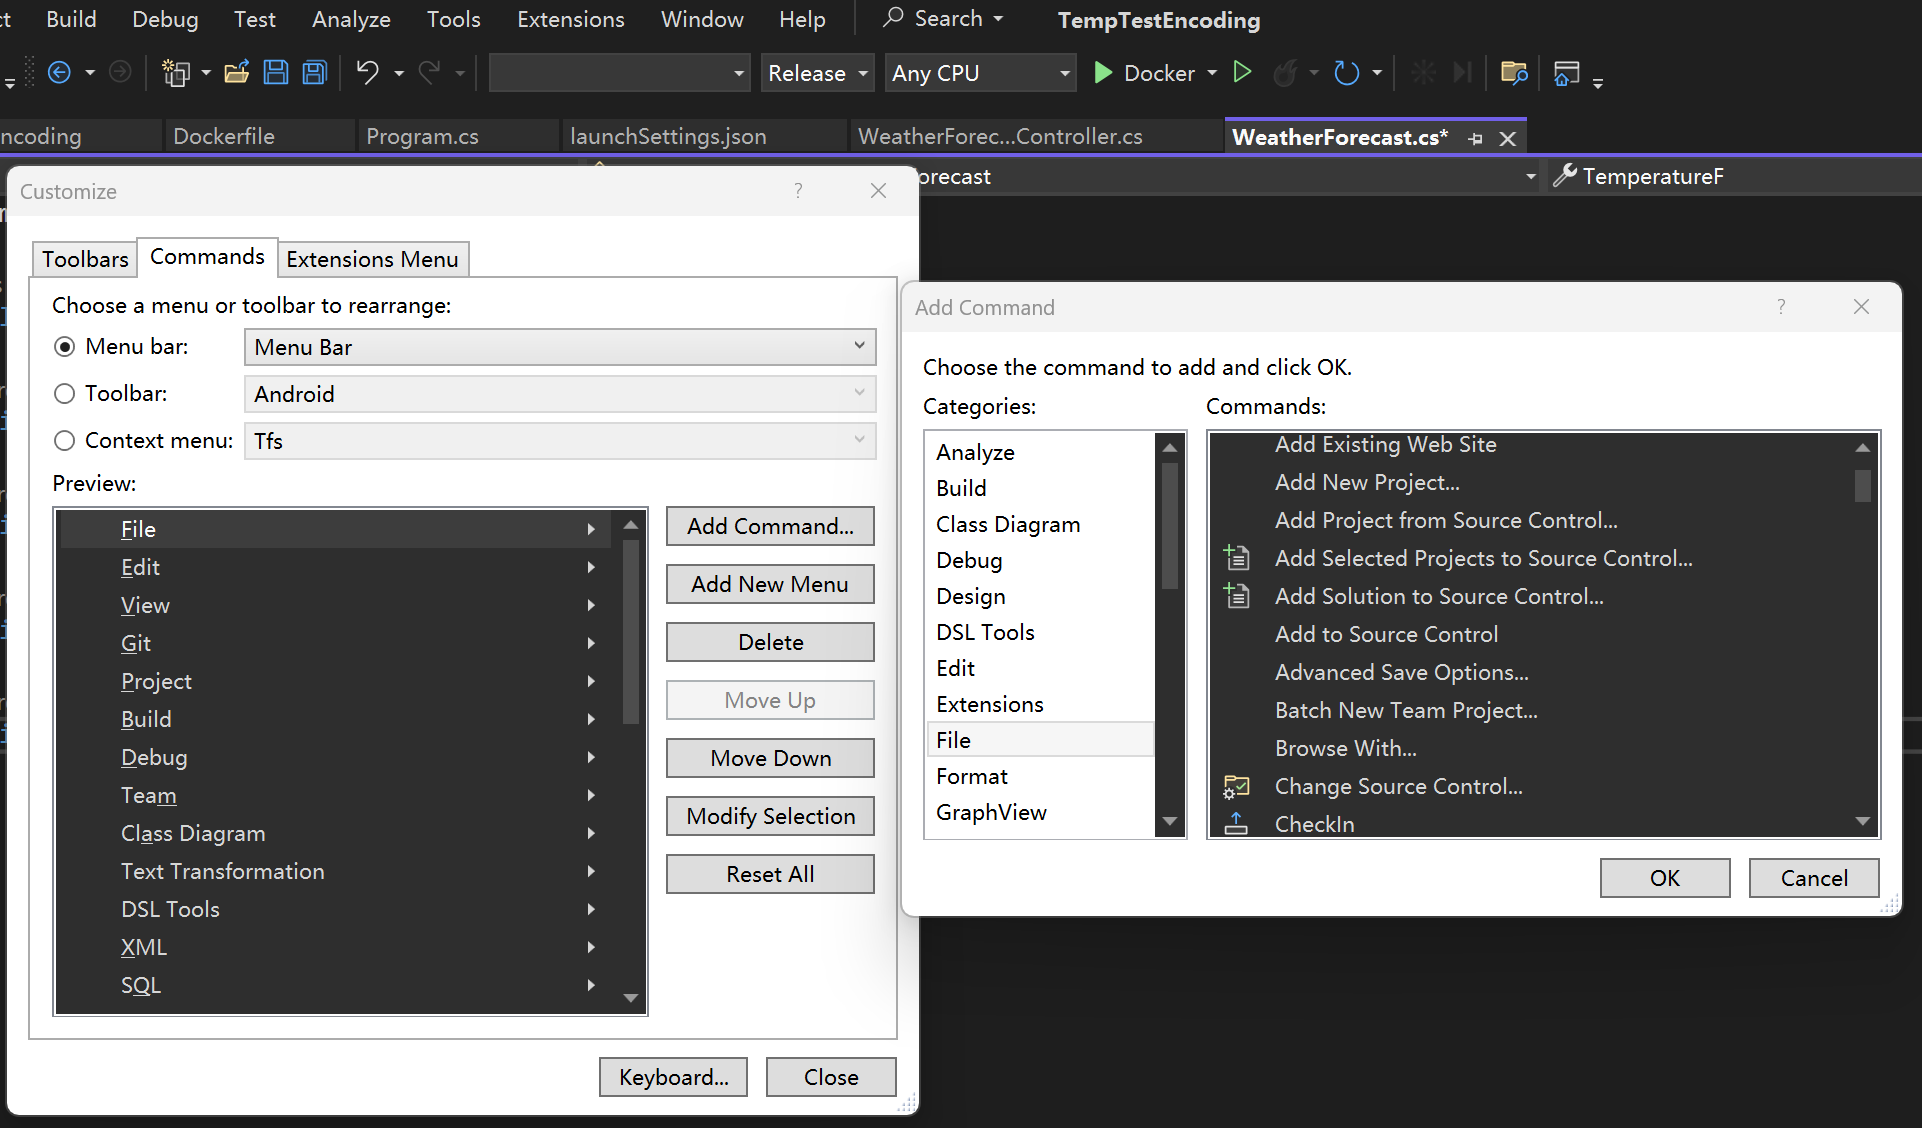 Build Debug Test Analyze Tools Extensions Window Help Search TempTestEncoding
Release Any CPU Docker
ncoding Dockerfile Program.cs launchSettings.json WeatherForec...Controller.cs WeatherForecast.cs*
orecast TemperatureF
Customize ?
Toolbars Commands Extensions Menu
Choose a menu or toolbar to rearrange:
Menu bar: Menu Bar
Toolbar: Android
Context menu: Tfs
Preview:
File
Edit
View
Git
Project
Build
Debug
Team
Class Diagram
Text Transformation
DSL Tools
XML
SQL
Add Command...
Add New Menu
Delete
Move Up
Move Down
Modify Selection
Reset All
Keyboard... Close
Add Command ?
Choose the command to add and click OK.
Categories:
Analyze
Build
Class Diagram
Debug
Design
DSL Tools
Edit
Extensions
File
Format
GraphView
Commands:
Add Existing Web Site
Add New Project...
Add Project from Source Control...
Add Selected Projects to Source Control...
Add Solution to Source Control...
Add to Source Control
Advanced Save Options...
Batch New Team Project...
Browse With...
Change Source Control...
CheckIn
OK Cancel